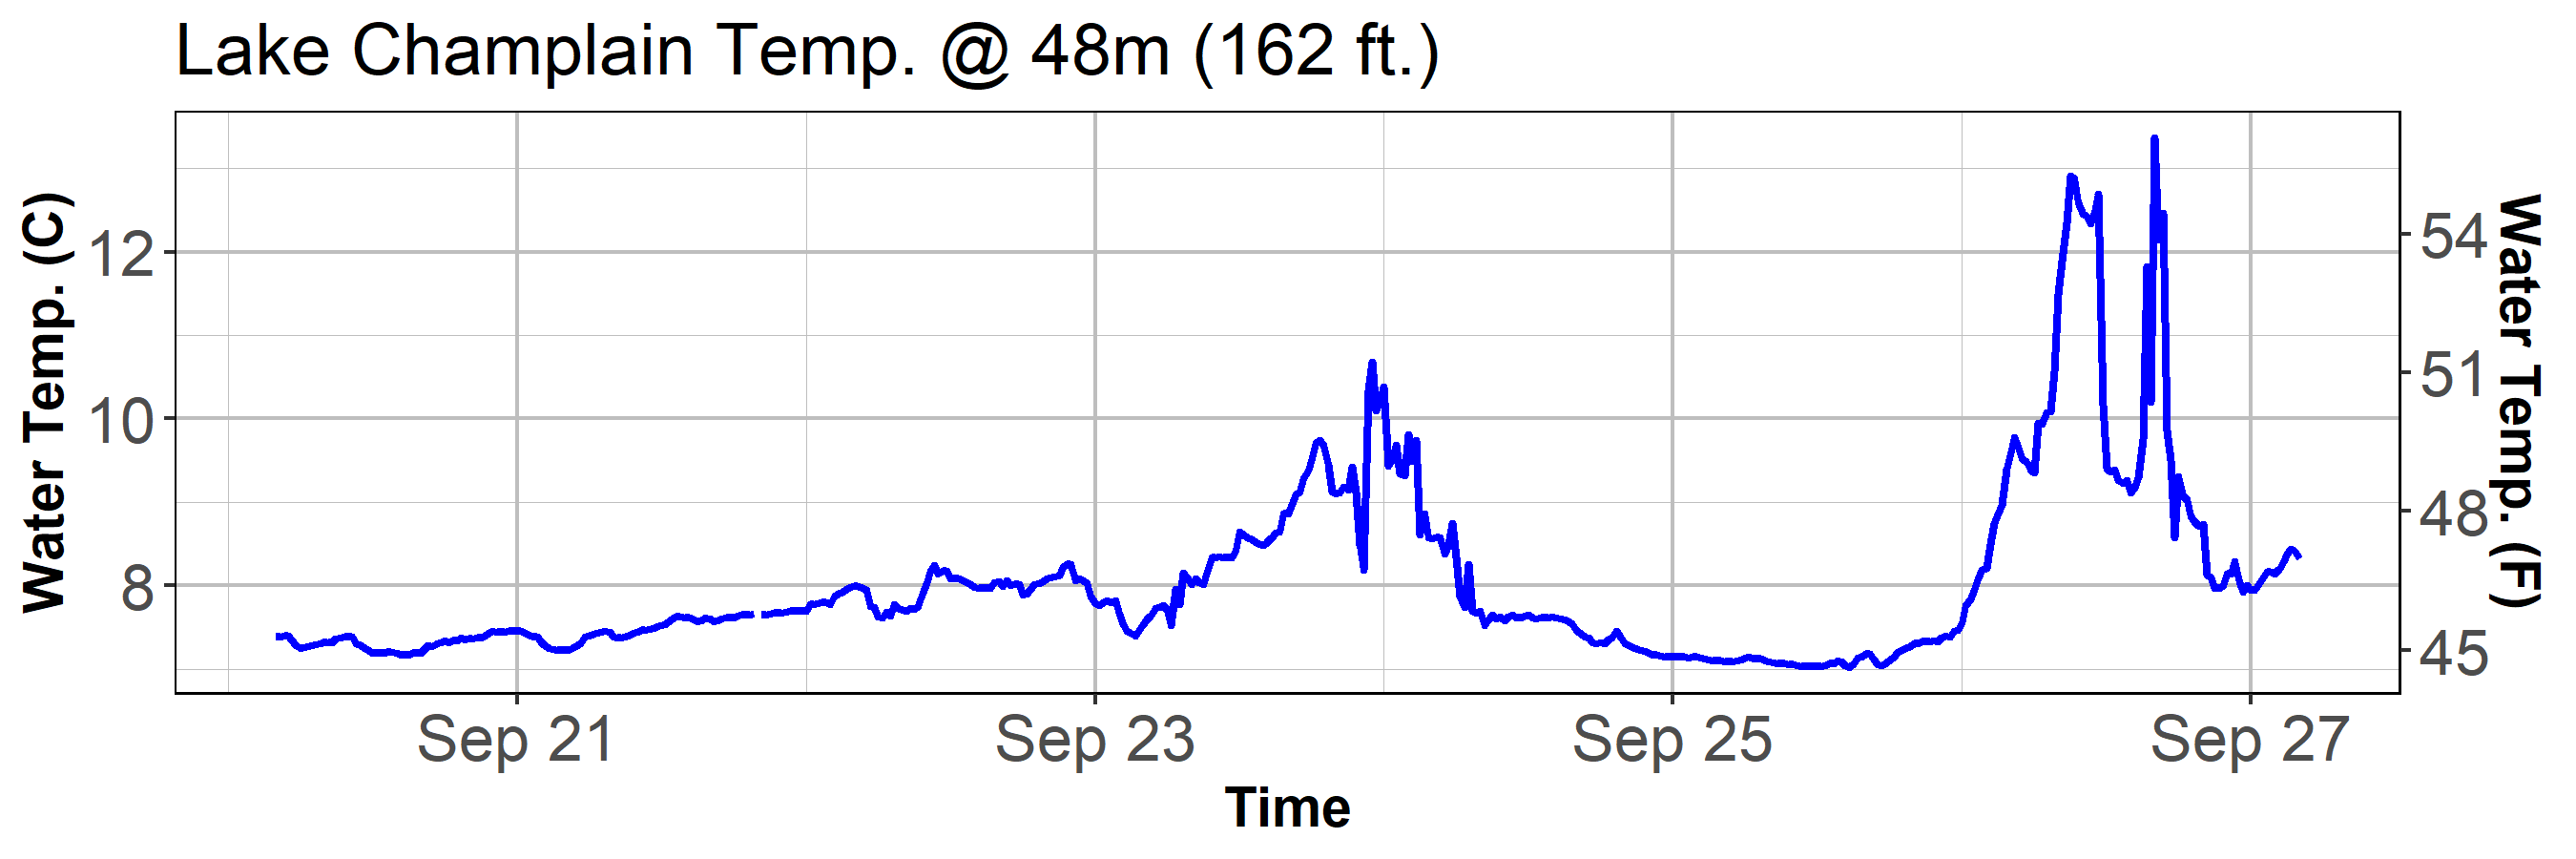 Lake Champlain Temp. @ 48m (162 ft.)
Water Temp. (C)
12
10
8
54
51
48
45
Water Temp. (F)
Sep 21 Sep 23 Sep 25 Sep 27
Time